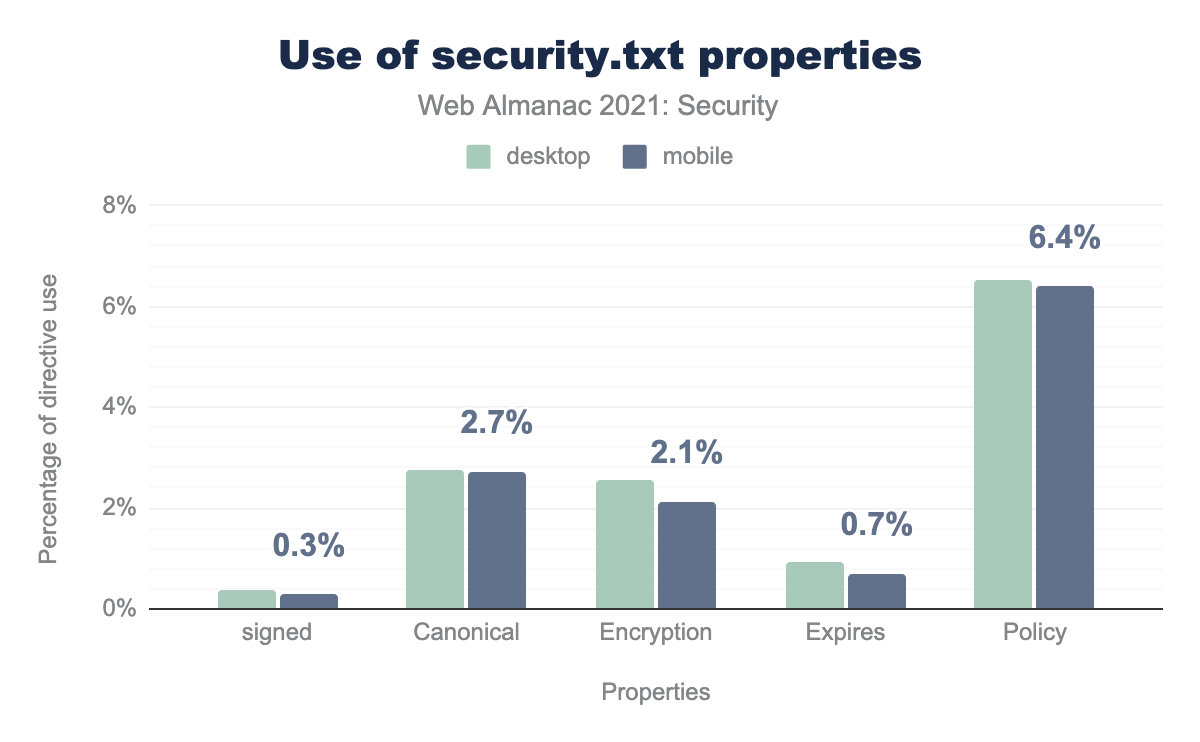 Use of security.txt properties
Web Almanac 2021: Security
desktop
mobile
Percentage of directive use
8%
6%
4%
2%
0%
0.3%
2.7%
2.1%
0.7%
6.4%
signed
Canonical
Encryption
Expires
Policy
Properties